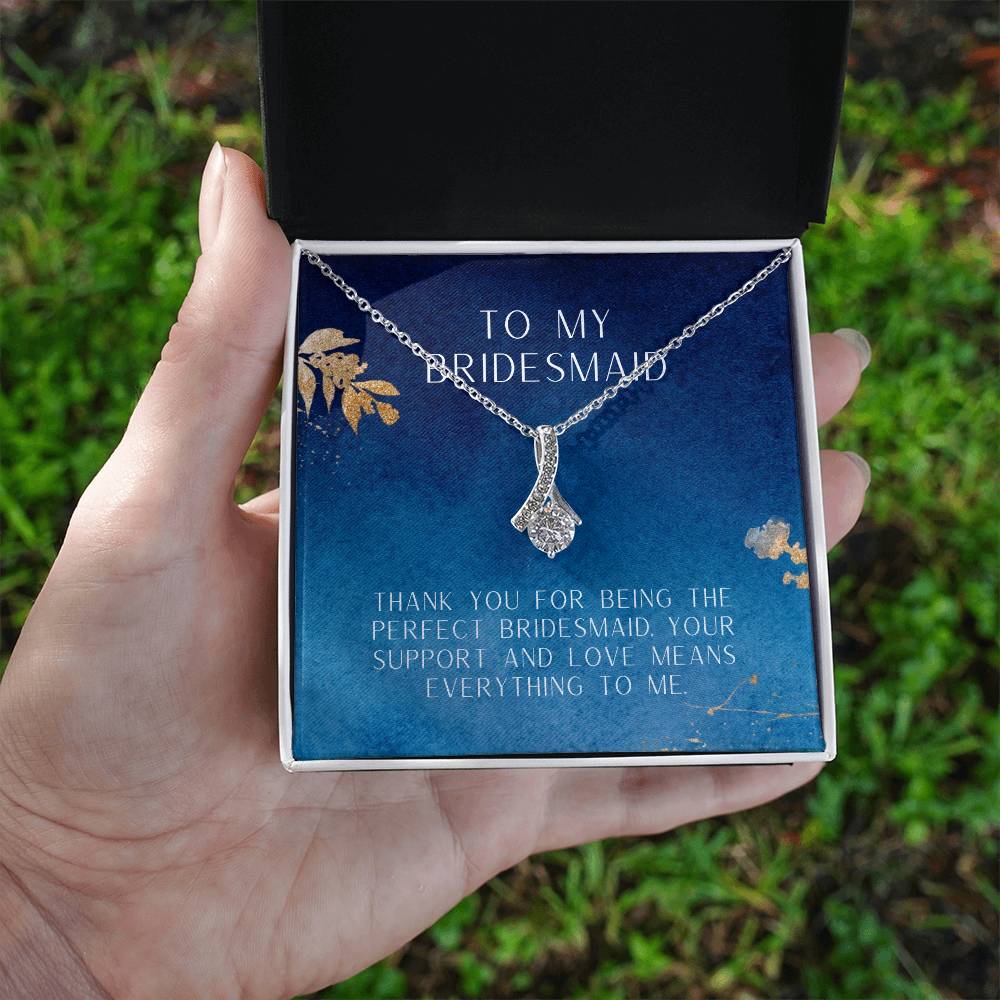 TO MY
BRIDESMAID
THANK YOU FOR BEING THE
PERFECT BRIDESMAID. YOUR
SUPPORT AND LOVE MEANS
EVERYTHING TO ME.